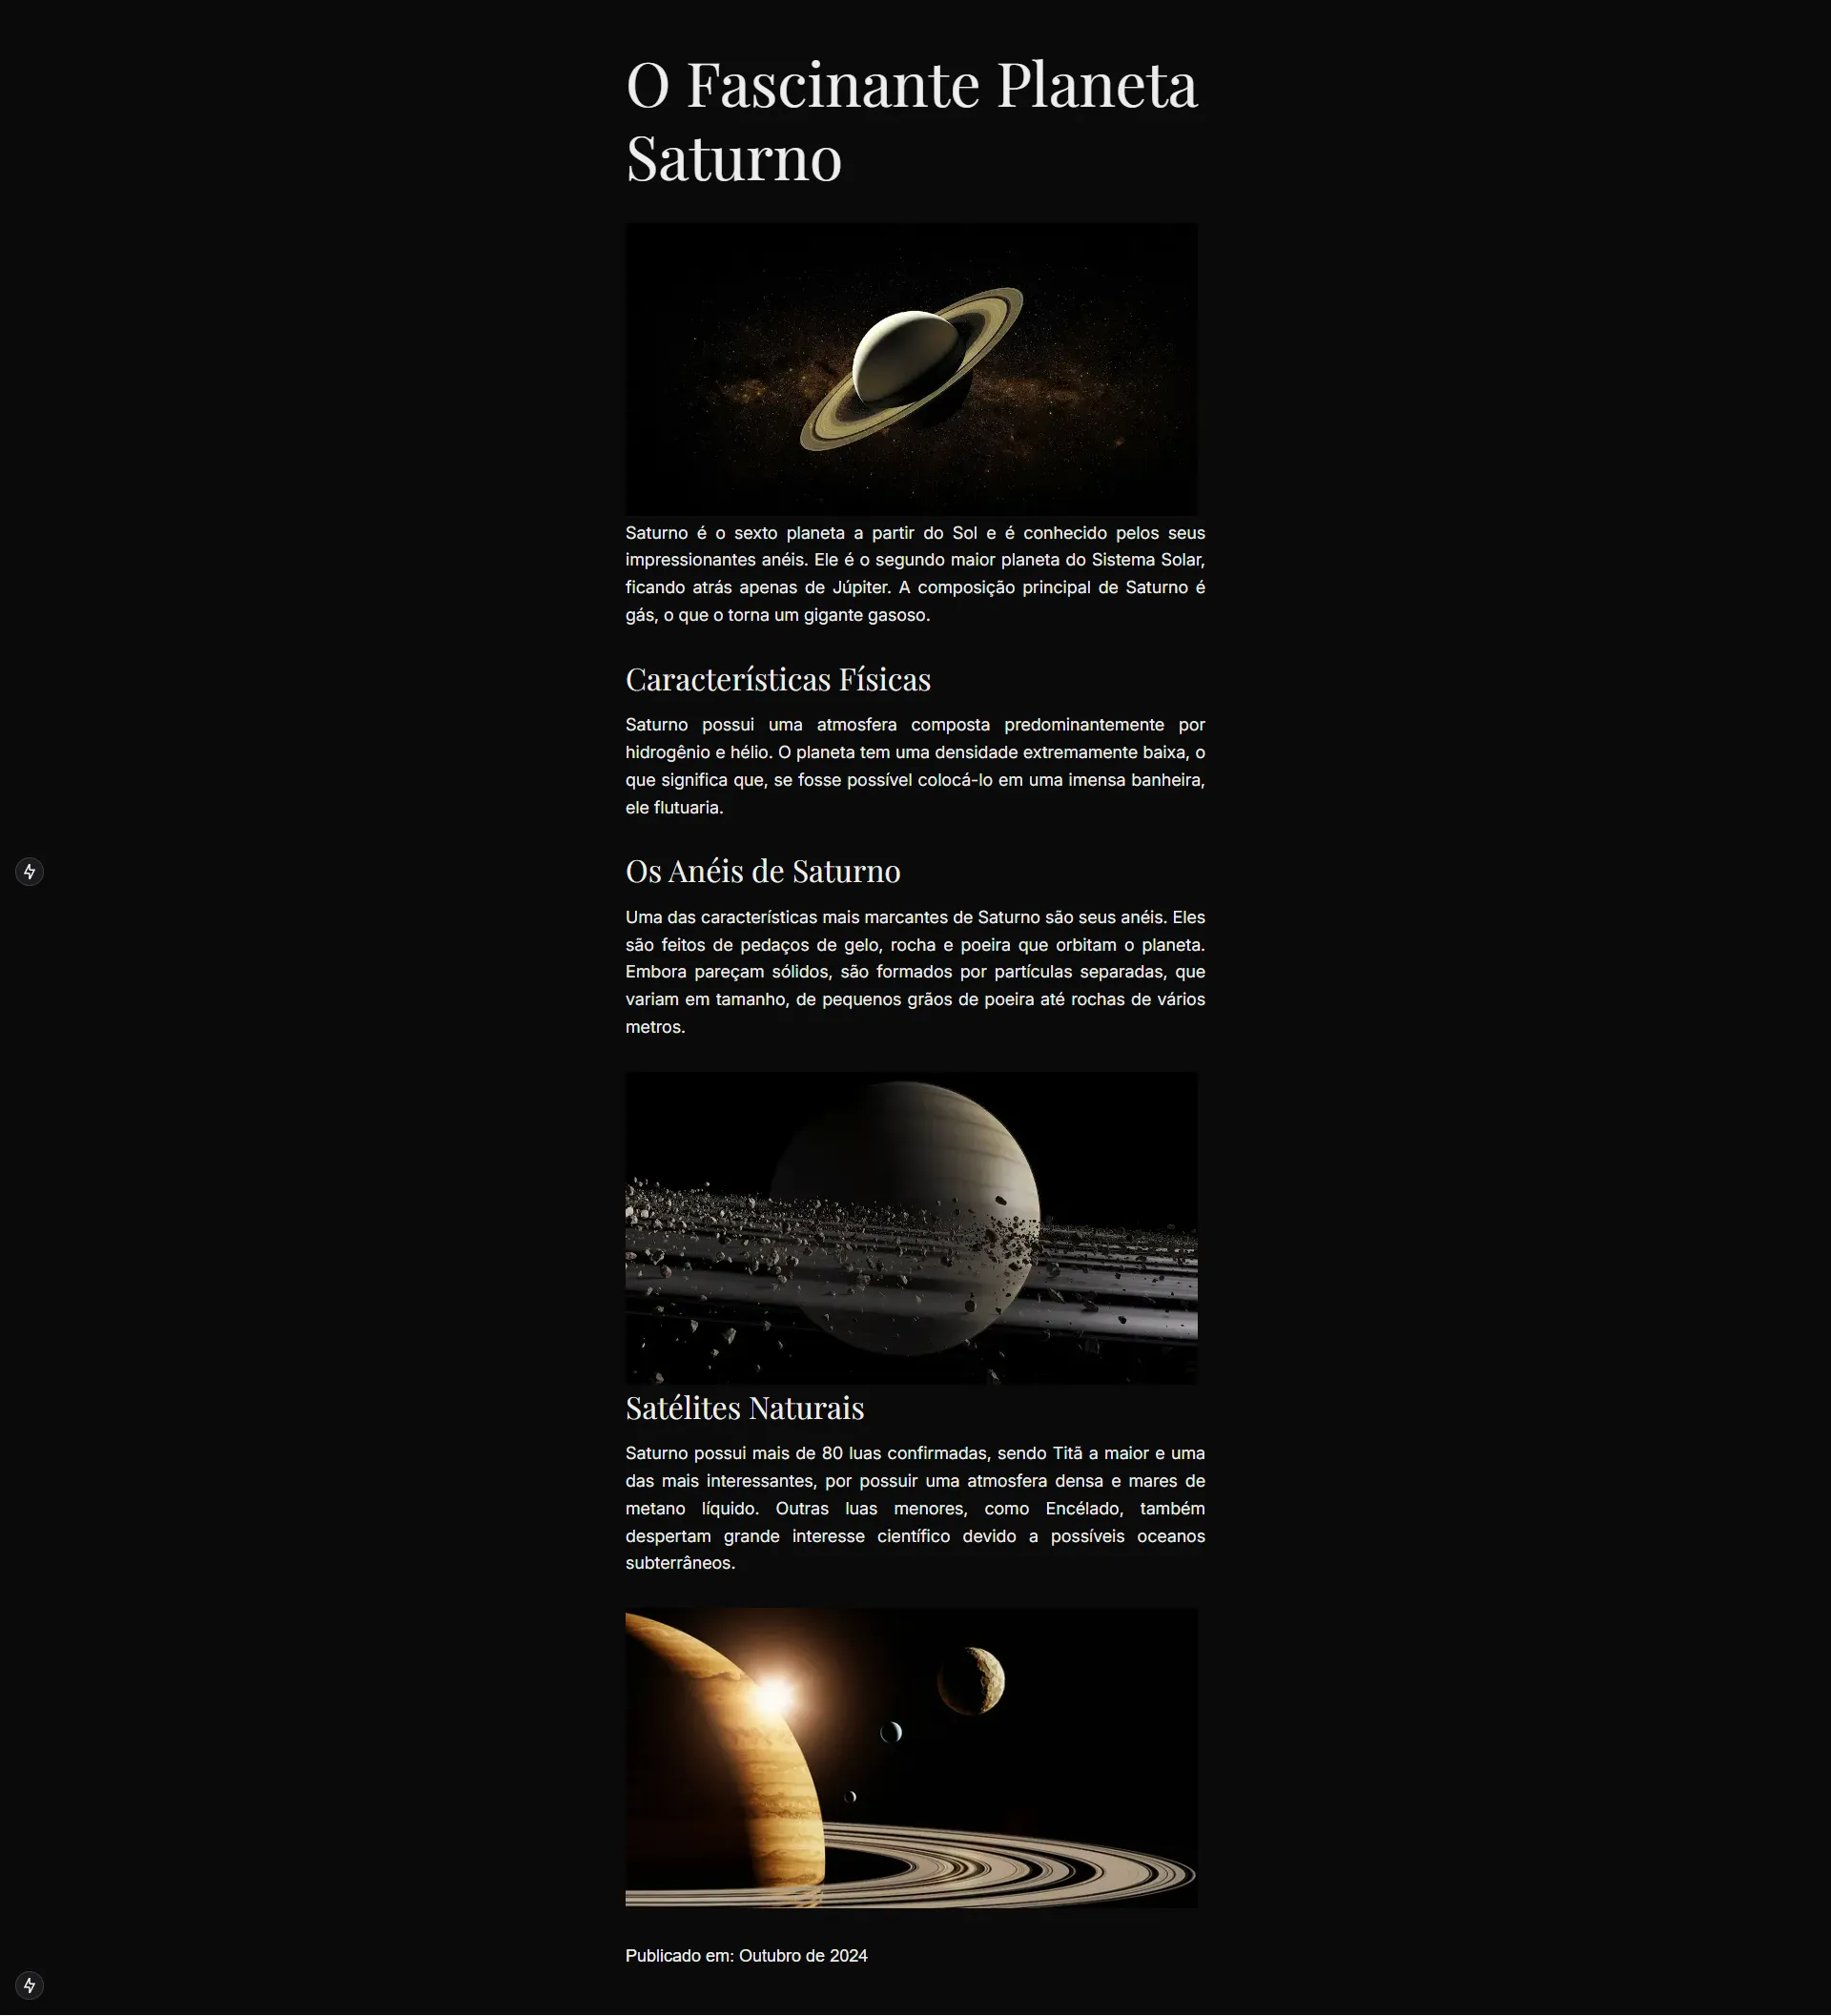 O Fascinante Planeta
Saturno
Saturno é o sexto planeta a partir do Sol e é conhecido pelos seus
impressionantes anéis. Ele é o segundo maior planeta do Sistema Solar,
ficando atrás apenas de Júpiter. A composição principal de Saturno é
gás, o que o torna um gigante gasoso.
Características Físicas
Saturno possui uma atmosfera composta predominantemente por
hidrogênio e hélio. O planeta tem uma densidade extremamente baixa, o
que significa que, se fosse possível colocá-lo em uma imensa banheira,
ele flutuaria.
Os Anéis de Saturno
Uma das características mais marcantes de Saturno são seus anéis. Eles
são feitos de pedaços de gelo, rocha e poeira que orbitam o planeta.
Embora pareçam sólidos, são formados por partículas separadas, que
variam em tamanho, de pequenos grãos de poeira até rochas de vários
metros.
Satélites Naturais
Saturno possui mais de 80 luas confirmadas, sendo Titã a maior e uma
das mais interessantes, por possuir uma atmosfera densa e mares de
metano líquido. Outras luas menores, como Encélado, também
despertam grande interesse científico devido a possíveis oceanos
subterrâneos.
Publicado em: Outubro de 2024